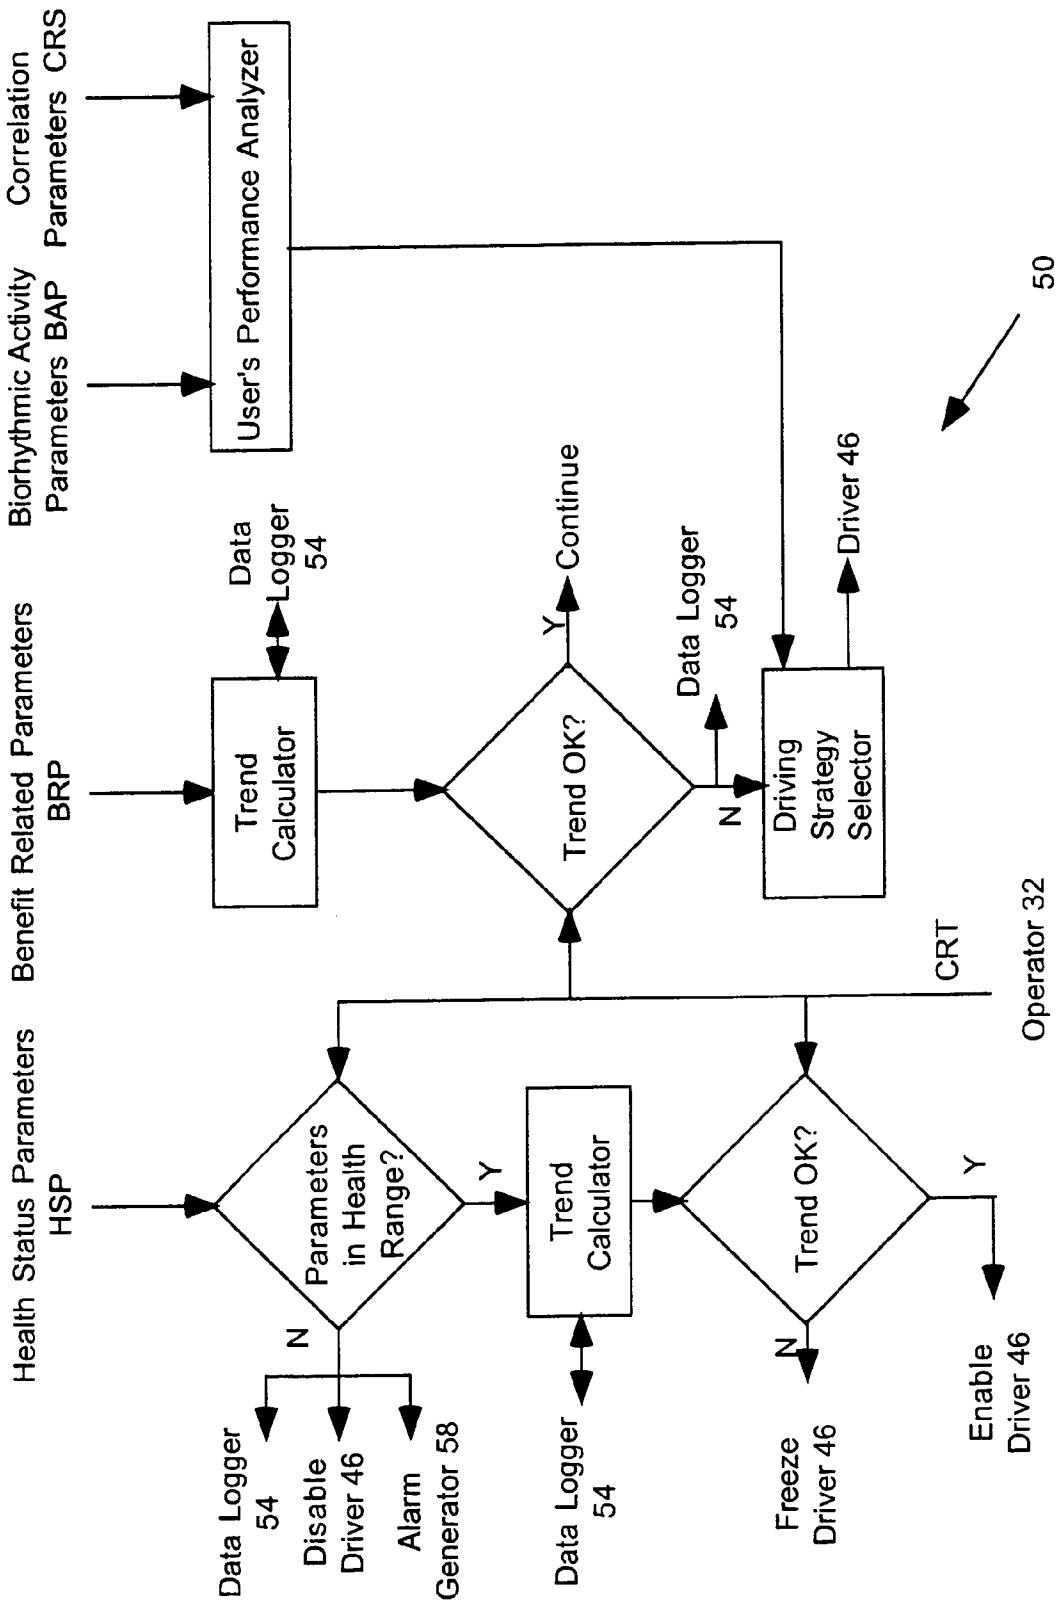 Health Status Parameters
HSP
Benefit Related Parameters
BRP
Biorhythmic Activity
Parameters BAP
Correlation
Parameters CRS
Parameters
in Health
Range?
N
Y
Data Logger
54
Disable
Driver 46
Alarm
Generator 58
Trend
Calculator
Data Logger
54
Trend OK?
N
Y
Freeze
Driver 46
Enable
Driver 46
CRT
Operator 32
Trend
Calculator
Data
Logger
54
Trend OK?
Y
Continue
N
Data Logger
54
Driving
Strategy
Selector
Driver 46
User's Performance Analyzer
50